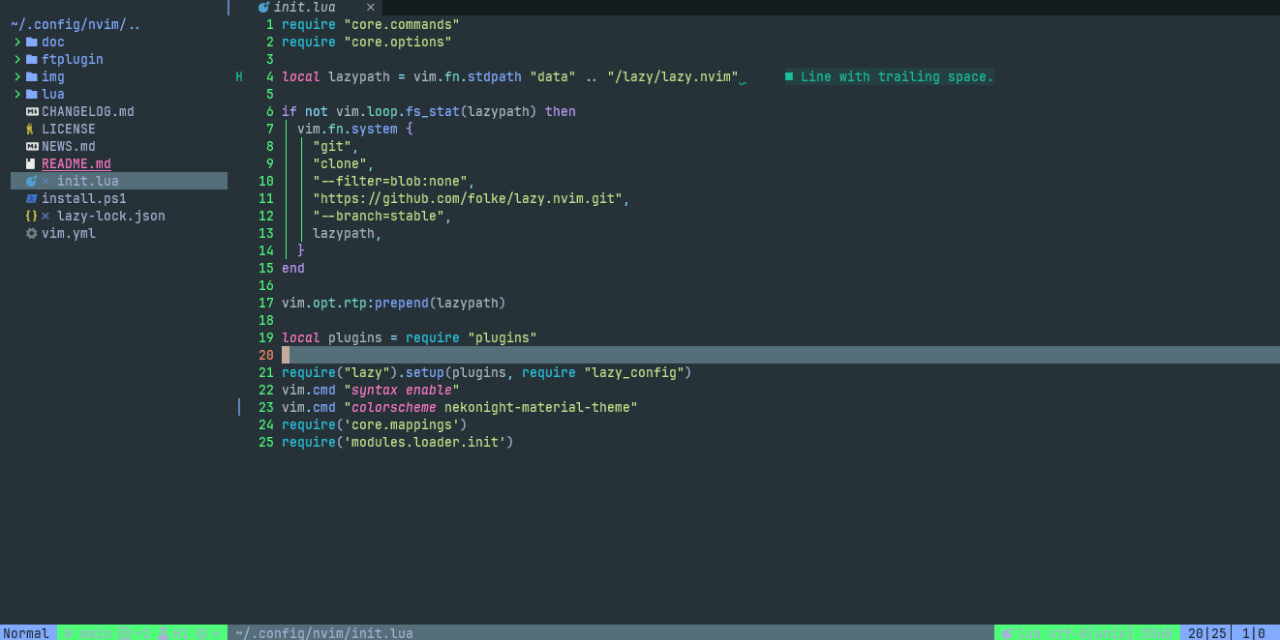 init.lua ×
~/.config/nvim/..
doc
ftplugin
img
lua
CHANGELOG.md
LICENSE
NEWS.md
README.md
init.lua
install.ps1
{} × lazy-lock.json
vim.yml
1 require "core.commands"
2 require "core.options"
3
H 4 local lazypath = vim.fn.stdpath "data" .. "/lazy/lazy.nvim" ■ Line with trailing space.
5
6 if not vim.loop.fs_stat(lazypath) then
7 vim.fn.system {
8 "git",
9 "clone",
10 "--filter=blob:none",
11 "https://github.com/folke/lazy.nvim.git",
12 "--branch=stable",
13 lazypath,
14 }
15 end
16
17 vim.opt.rtp:prepend(lazypath)
18
19 local plugins = require "plugins"
20
21 require("lazy").setup(plugins, require "lazy_config")
22 vim.cmd "syntax enable"
23 vim.cmd "colorscheme nekonight-material-theme"
24 require('core.mappings')
25 require('modules.loader.init')
Normal ~/.config/nvim/init.lua 20|25 1|0